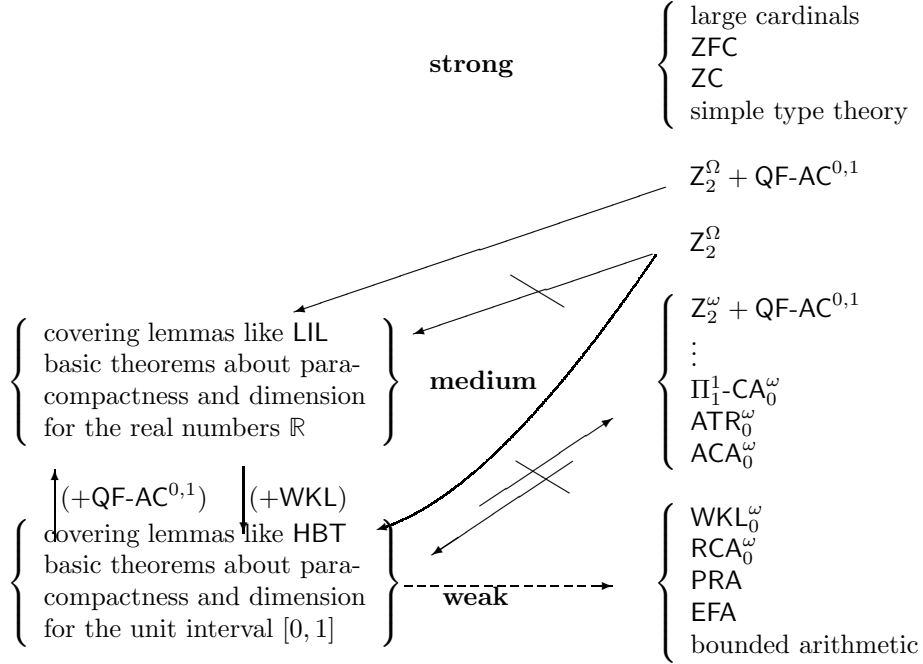 large cardinals
ZFC
strong
ZC
simple type theory
Z₂^Ω + QF-AC^{0,1}
Z₂^Ω
Z₂^ω + QF-AC^{0,1}
⋮
Π¹₁-CA₀^ω
ATR₀^ω
ACA₀^ω
covering lemmas like LIL
basic theorems about para-
compactness and dimension
for the real numbers ℝ
medium
(+QF-AC^{0,1})
(+WKL)
covering lemmas like HBT
basic theorems about para-
compactness and dimension
for the unit interval [0, 1]
weak
WKL₀^ω
RCA₀^ω
PRA
EFA
bounded arithmetic